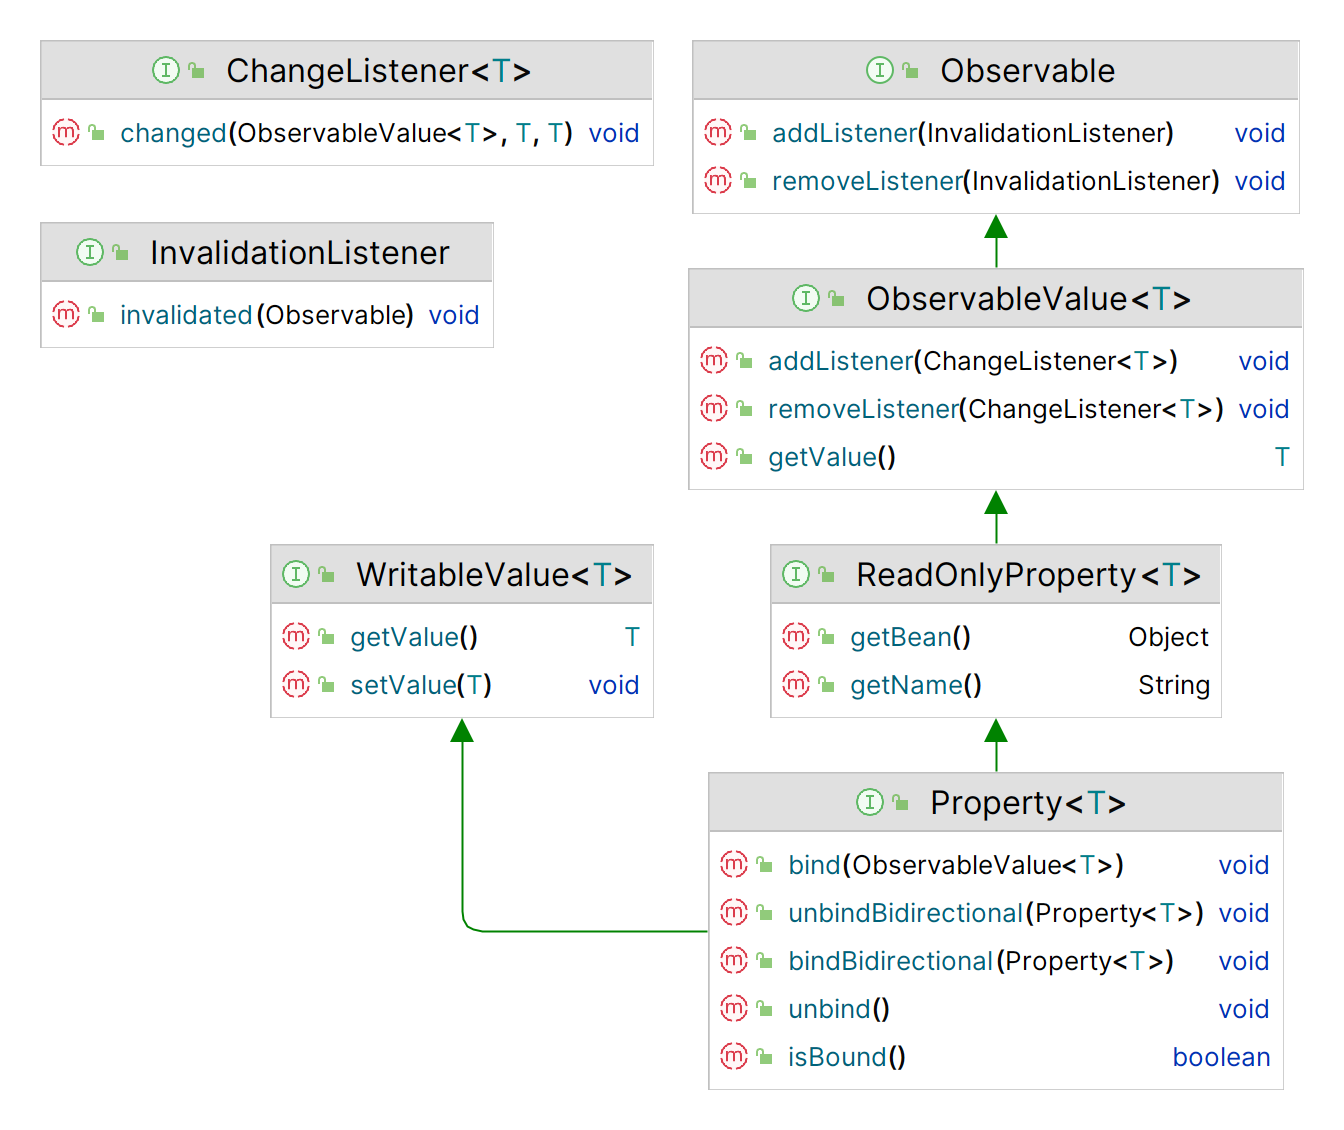 ChangeListener<T>
changed(ObservableValue<T>, T, T) void
InvalidationListener
invalidated(Observable) void
Observable
addListener(InvalidationListener) void
removeListener(InvalidationListener) void
ObservableValue<T>
addListener(ChangeListener<T>) void
removeListener(ChangeListener<T>) void
getValue() T
WritableValue<T>
getValue() T
setValue(T) void
ReadOnlyProperty<T>
getBean() Object
getName() String
Property<T>
bind(ObservableValue<T>) void
unbindBidirectional(Property<T>) void
bindBidirectional(Property<T>) void
unbind() void
isBound() boolean